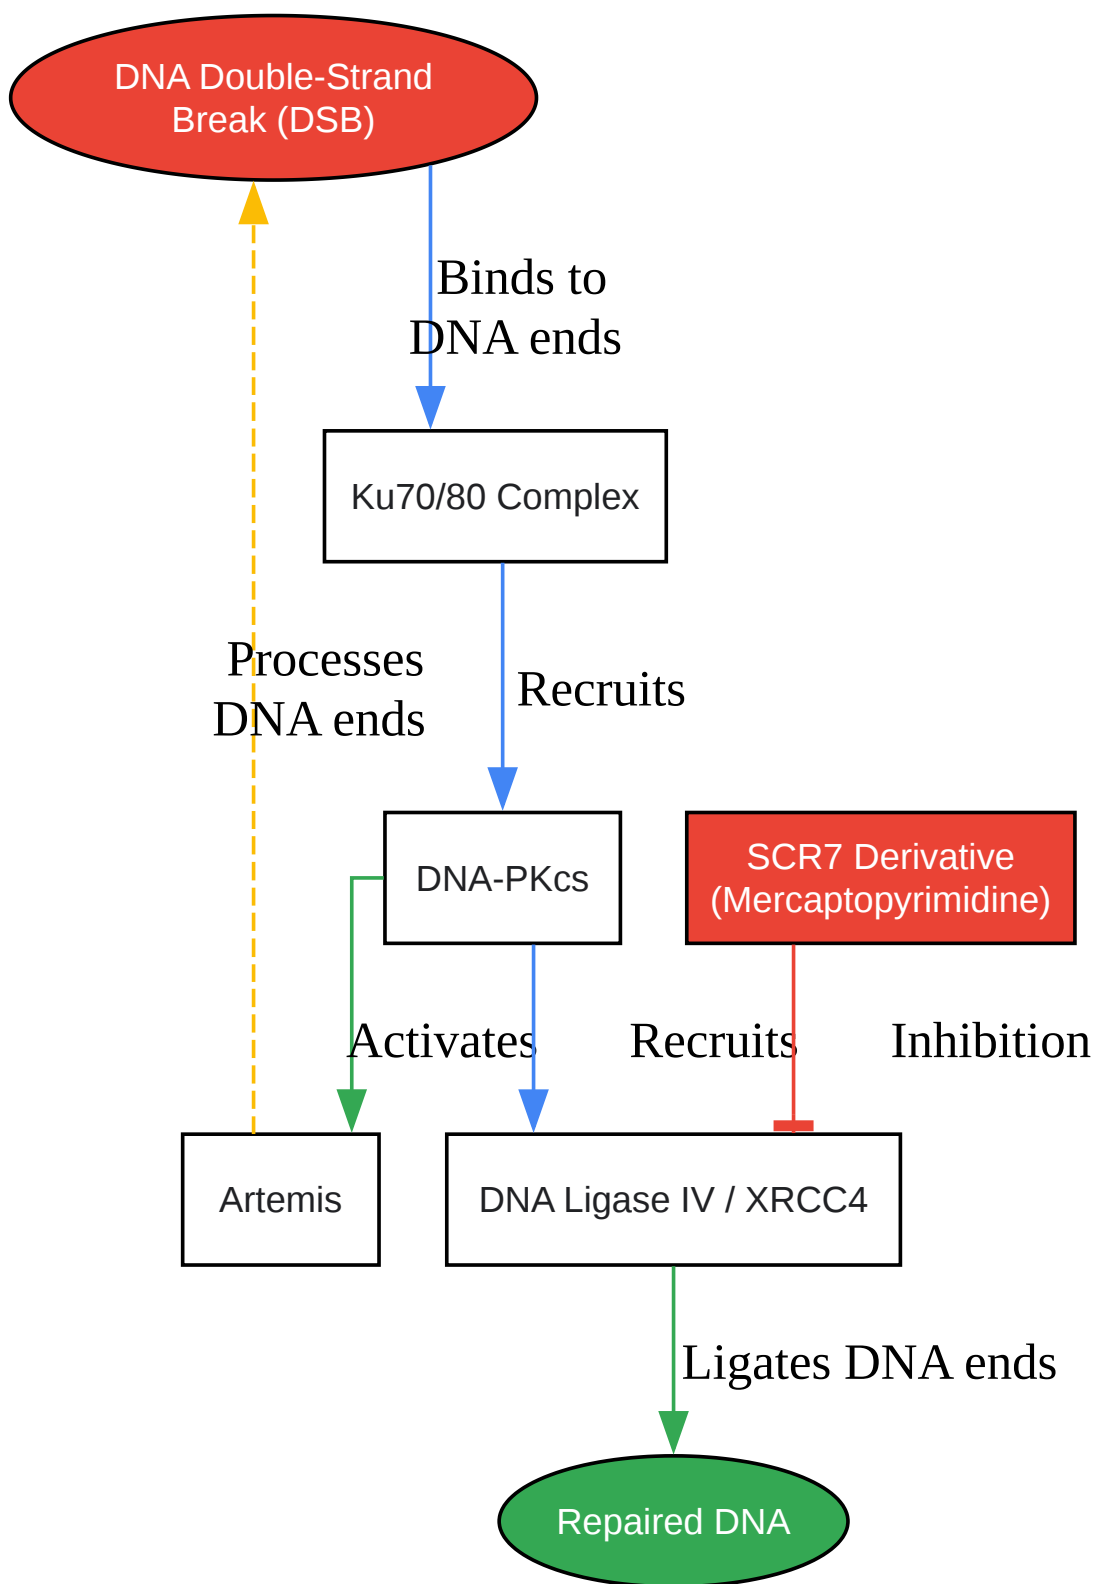 DNA Double-Strand
Break (DSB)
Binds to
DNA ends
Ku70/80 Complex
Processes
DNA ends
Recruits
DNA-PKcs
SCR7 Derivative
(Mercaptopyrimidine)
Activates
Recruits
Inhibition
Artemis
DNA Ligase IV / XRCC4
Ligates DNA ends
Repaired DNA